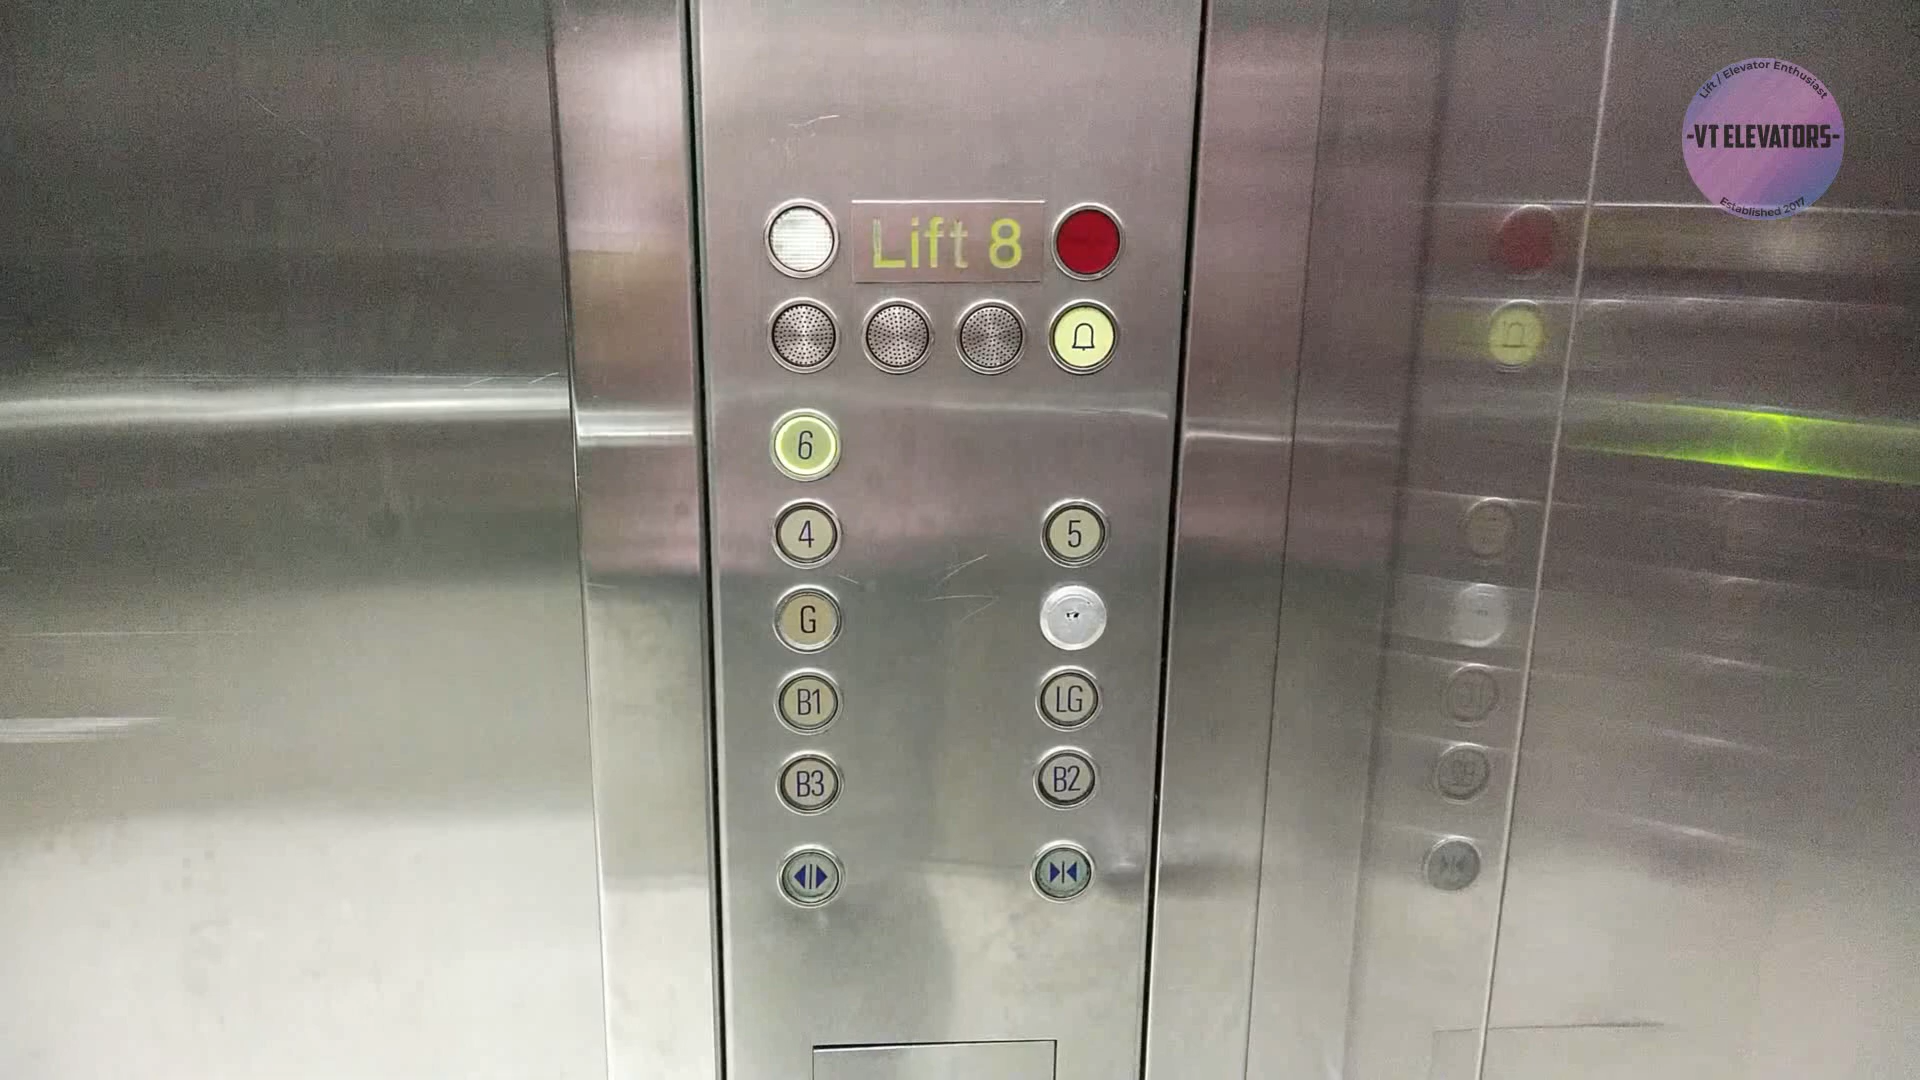 Lift / Elevator Enthusiast
-VT ELEVATORS-
Established 2017
Lift 8
6
4 5
G
B1 LG
B3 B2